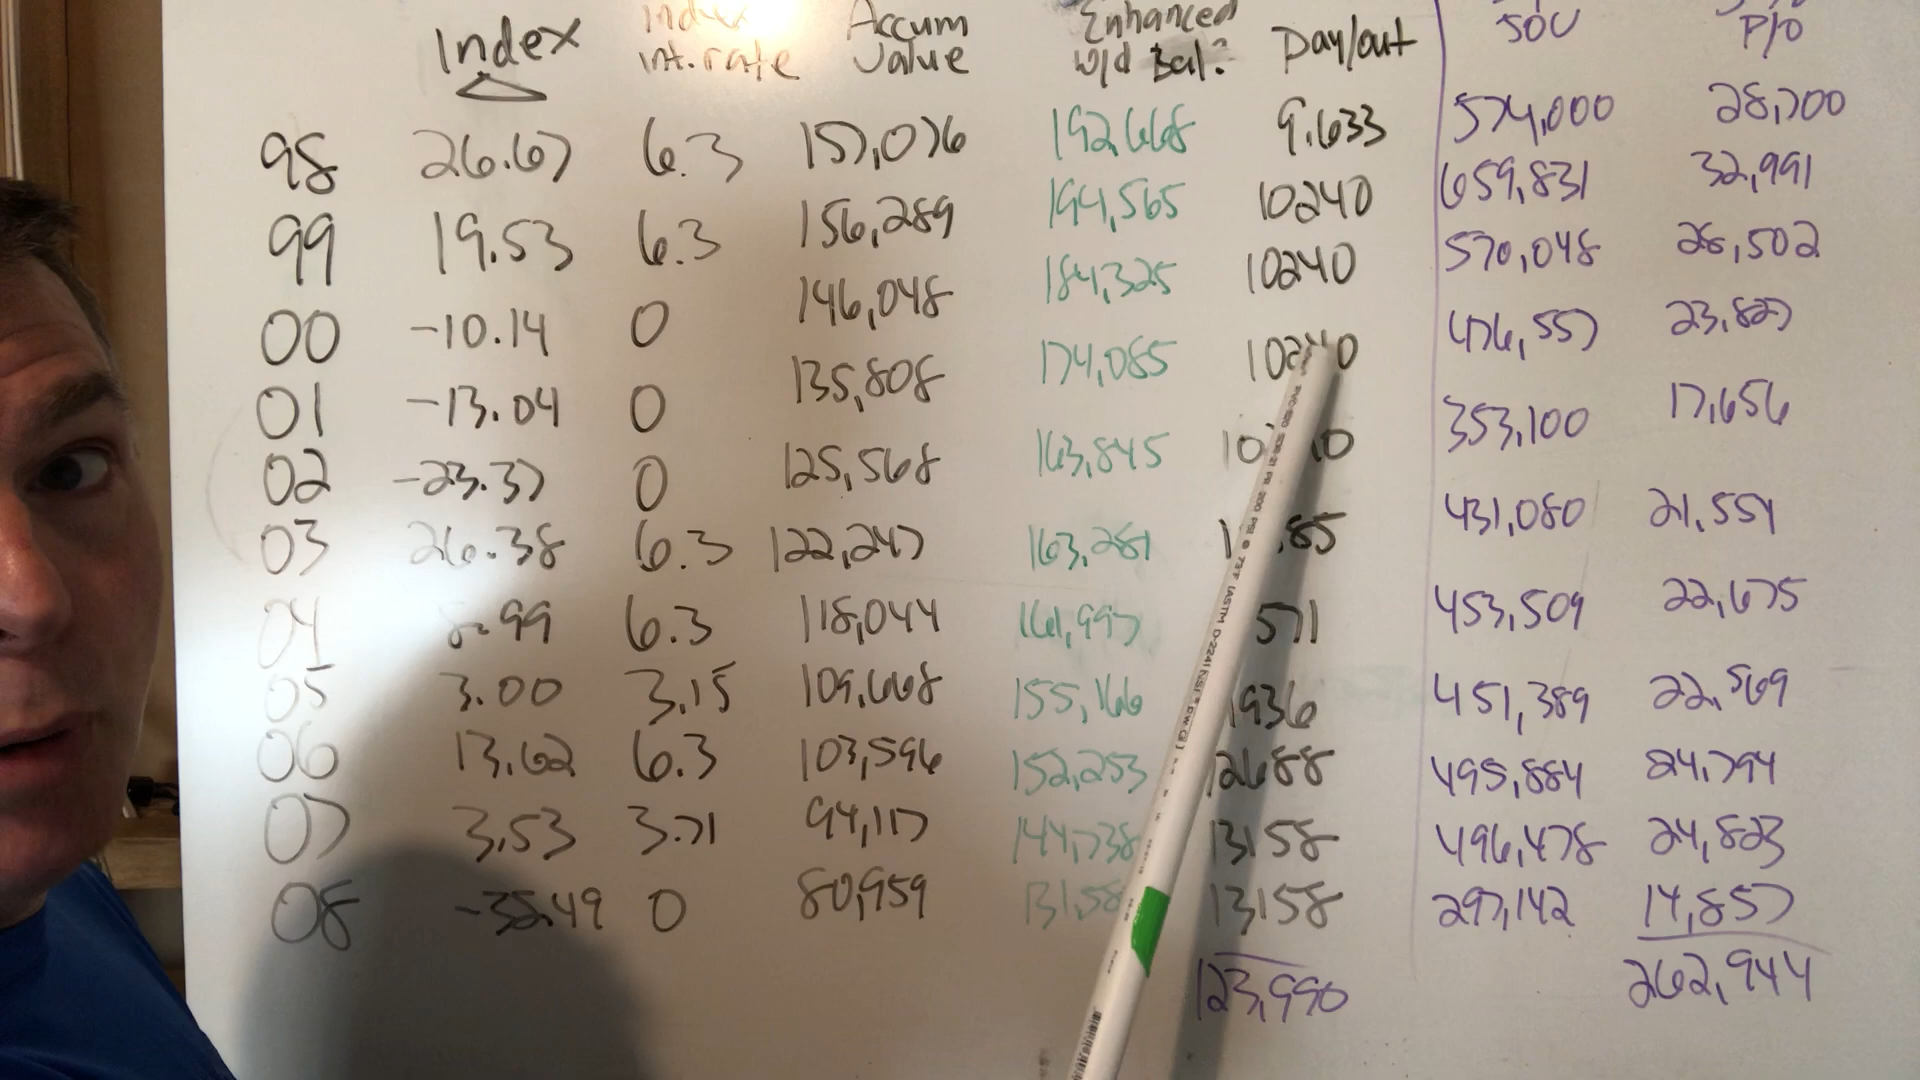 Index Index int. rate Accum Value Enhanced w/d Bal? Pay/out SOU P/O
98 26.67 6.3 157,076 192,668 9,633 574,000 28,700
99 19.53 6.3 156,289 194,565 10240 659,831 32,991
00 -10.14 0 146,048 184,325 10240 570,048 28,502
01 -13.04 0 135,808 174,085 476,557 23,827
02 -23.37 0 125,568 163,845 353,100 17,656
03 26.38 6.3 122,247 163,281 431,080 21,554
04 8.99 6.3 118,044 161,997 453,509 22,675
05 3.00 3.15 109,668 155,166 451,389 22,569
06 13.62 6.3 103,596 152,253 12688 495,884 24,794
07 3.53 3.71 94,117 144,738 13158 496,478 24,823
08 0 80,959 13158 297,142 14,857
123,990 262,944